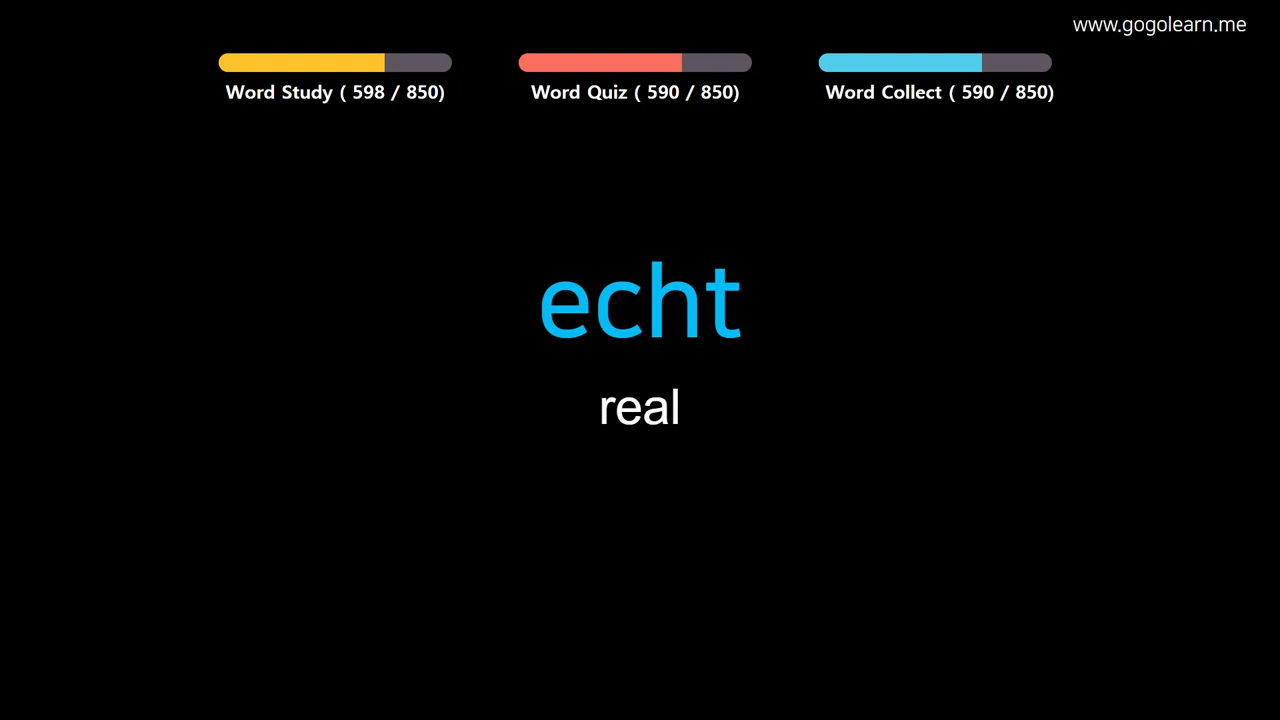 www.gogolearn.me
Word Study ( 598 / 850)
Word Quiz ( 590 / 850)
Word Collect ( 590 / 850)
echt
real